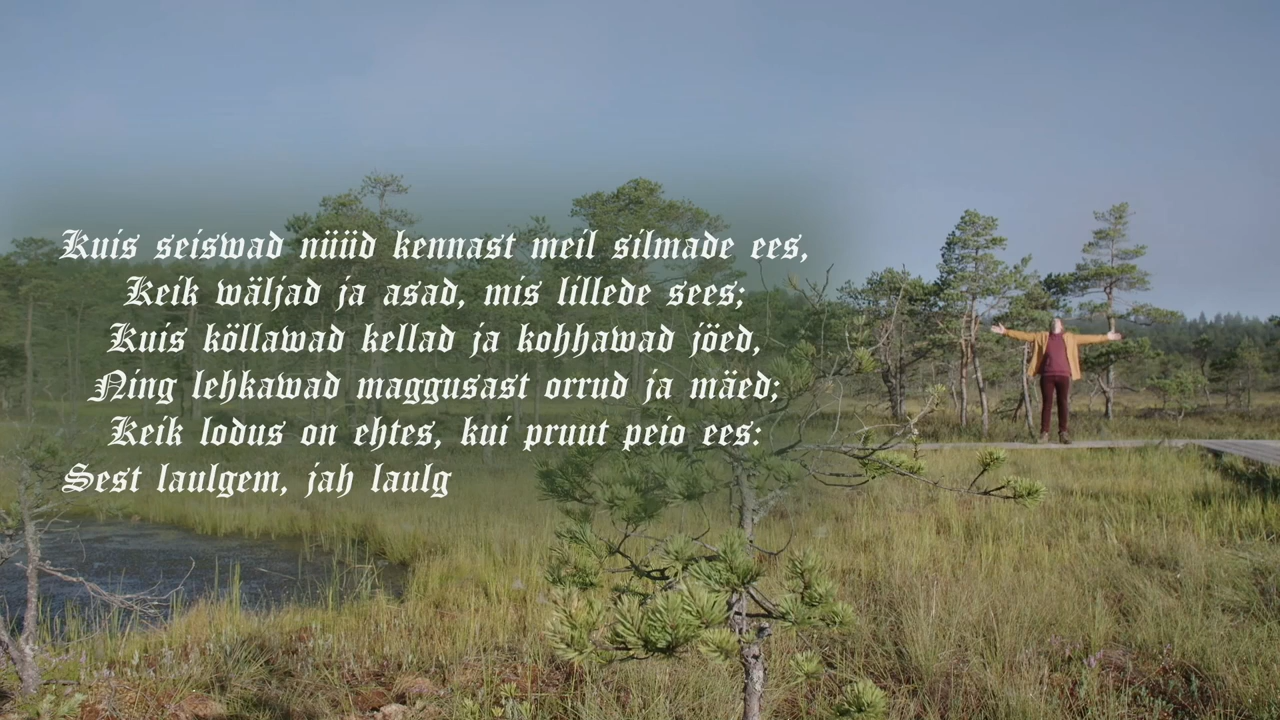 Kuis seiswad nüüd kennast meil silmade ees,
Keik wäljad ja asad, mis lillede sees;
Kuis köllawad kellad ja kohhawad jöed,
Ning lehkawad maggusast orrud ja mäed;
Keik lodus on ehtes, kui pruut peio ees:
Sest laulgem, jah laulg